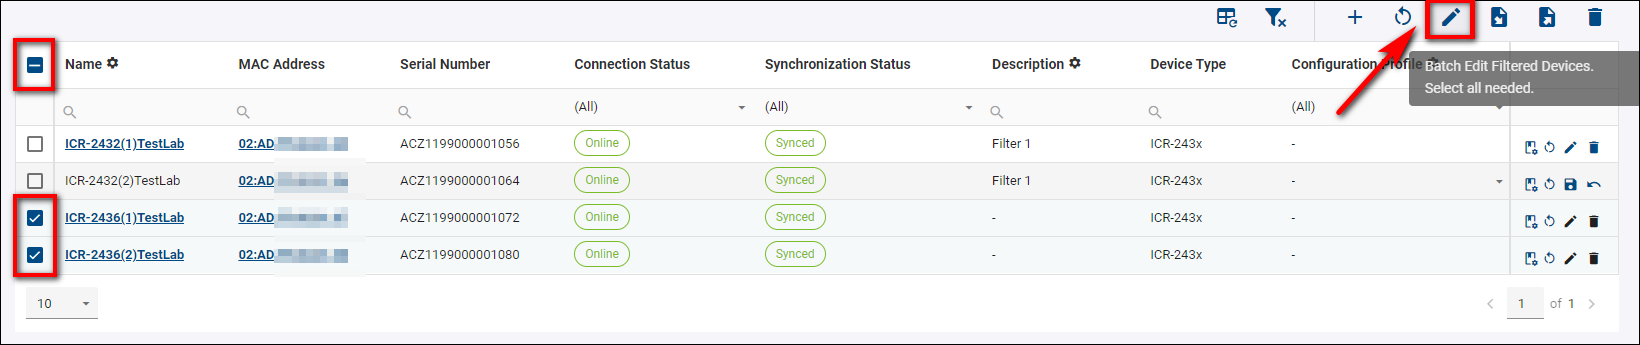 Name MAC Address Serial Number Connection Status Synchronization Status Description Device Type Configuration Profile
Batch Edit Filtered Devices.
Select all needed.
(All) (All) (All)
ICR-2432(1)TestLab 02:AD ACZ1199000001056 Online Synced Filter 1 ICR-243x -
ICR-2432(2)TestLab 02:AD ACZ1199000001064 Online Synced Filter 1 ICR-243x -
ICR-2436(1)TestLab 02:AD ACZ1199000001072 Online Synced - ICR-243x -
ICR-2436(2)TestLab 02:AD ACZ1199000001080 Online Synced - ICR-243x -
10 1 of 1